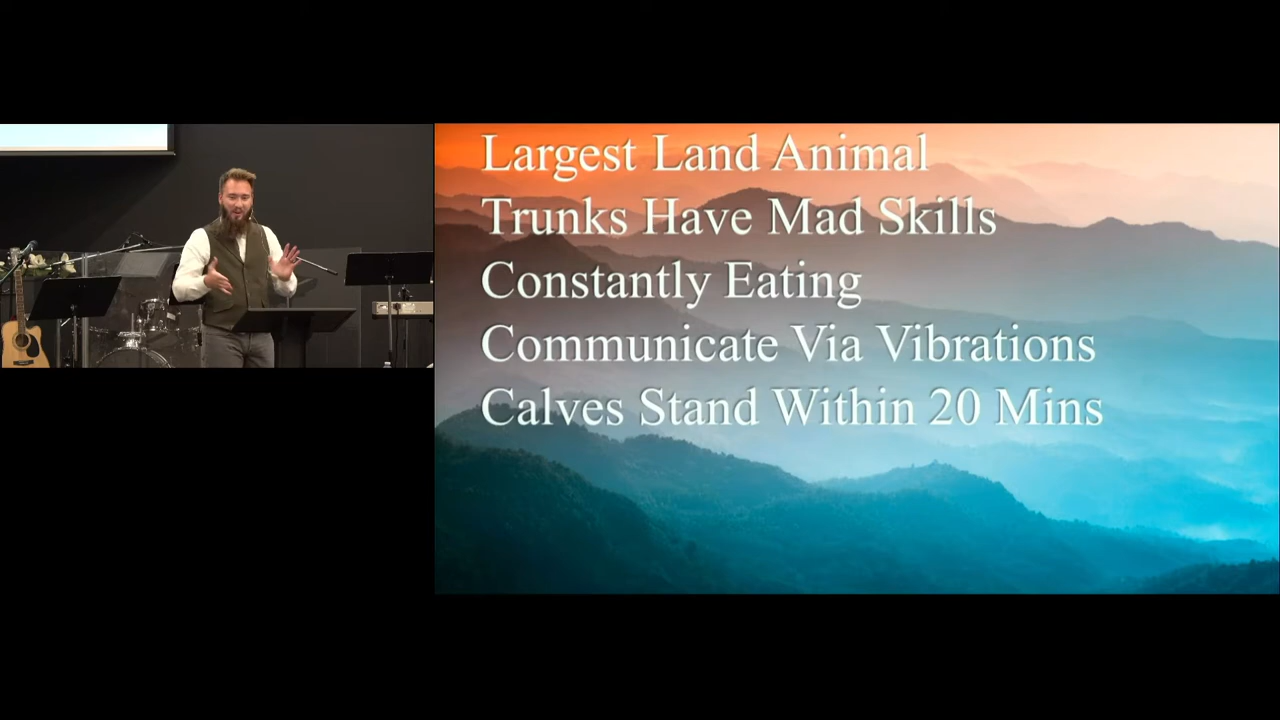 Largest Land Animal
Trunks Have Mad Skills
Constantly Eating
Communicate Via Vibrations
Calves Stand Within 20 Mins